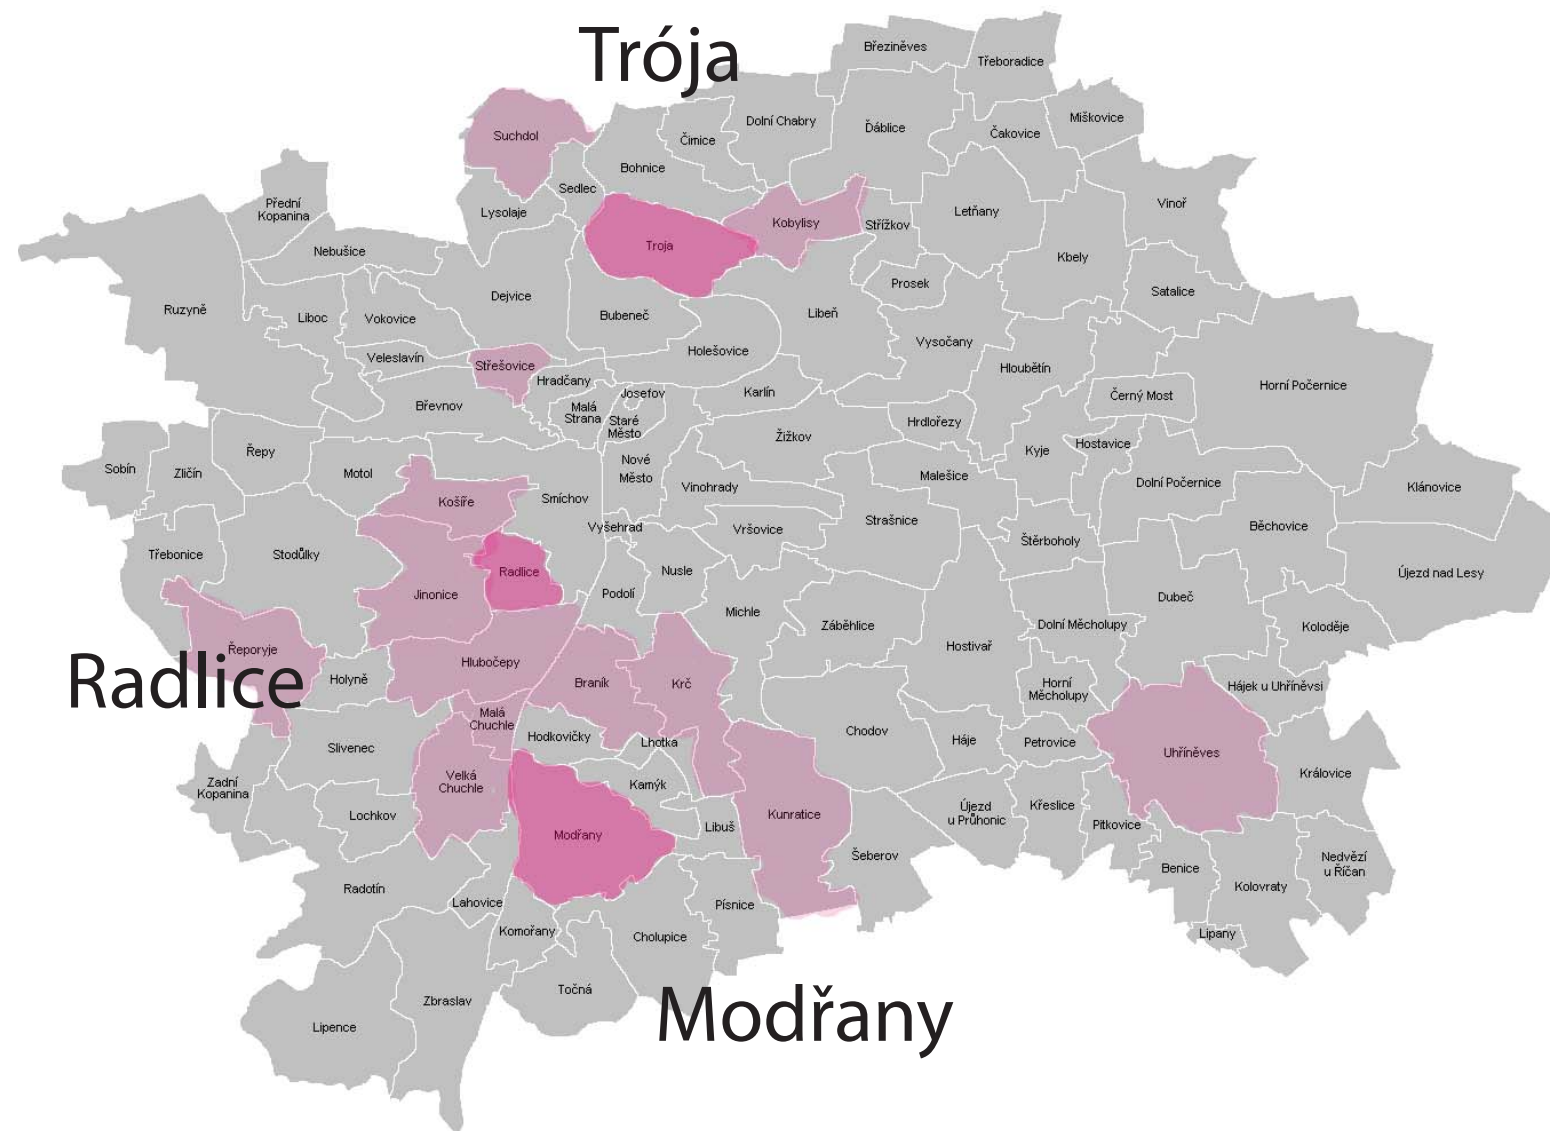 Trója
Březiněves
Třeboradice
Miškovice
Dolní Chabry
Ďáblice
Čakovice
Suchdol
Čimice
Bohnice
Sedlec
Přední
Kopanina
Lysolaje
Troja
Kobylisy
Střížkov
Letňany
Vinoř
Nebušice
Kbely
Ruzyně
Dejvice
Prosek
Satalice
Liboc
Vokovice
Bubeneč
Libeň
Veleslavín
Střešovice
Holešovice
Vysočany
Hloubětín
Horní Počernice
Hradčany
Josefov
Karlín
Černý Most
Břevnov
Malá
Strana
Staré
Město
Žižkov
Hrdlořezy
Hostavice
Kyje
Sobín
Zličín
Řepy
Motol
Nové
Město
Malešice
Dolní Počernice
Klánovice
Košíře
Smíchov
Vinohrady
Vyšehrad
Vršovice
Strašnice
Běchovice
Třebonice
Stodůlky
Radlice
Nusle
Štěrboholy
Újezd nad Lesy
Jinonice
Podolí
Michle
Záběhlice
Dubeč
Dolní Měcholupy
Koloděje
Hostivař
Řeporyje
Radlice
Hlubočepy
Holyně
Braník
Krč
Horní
Měcholupy
Hájek u Uhříněvsi
Malá
Chuchle
Hodkovičky
Lhotka
Chodov
Háje
Petrovice
Uhříněves
Slivenec
Zadní
Kopanina
Velká
Chuchle
Kamýk
Královice
Lochkov
Modřany
Libuš
Kunratice
Újezd
u Průhonic
Křeslice
Pitkovice
Šeberov
Benice
Nedvězí
u Říčan
Radotín
Kolovraty
Lahovice
Písnice
Komořany
Cholupice
Lipany
Točná
Zbraslav
Lipence
Modřany